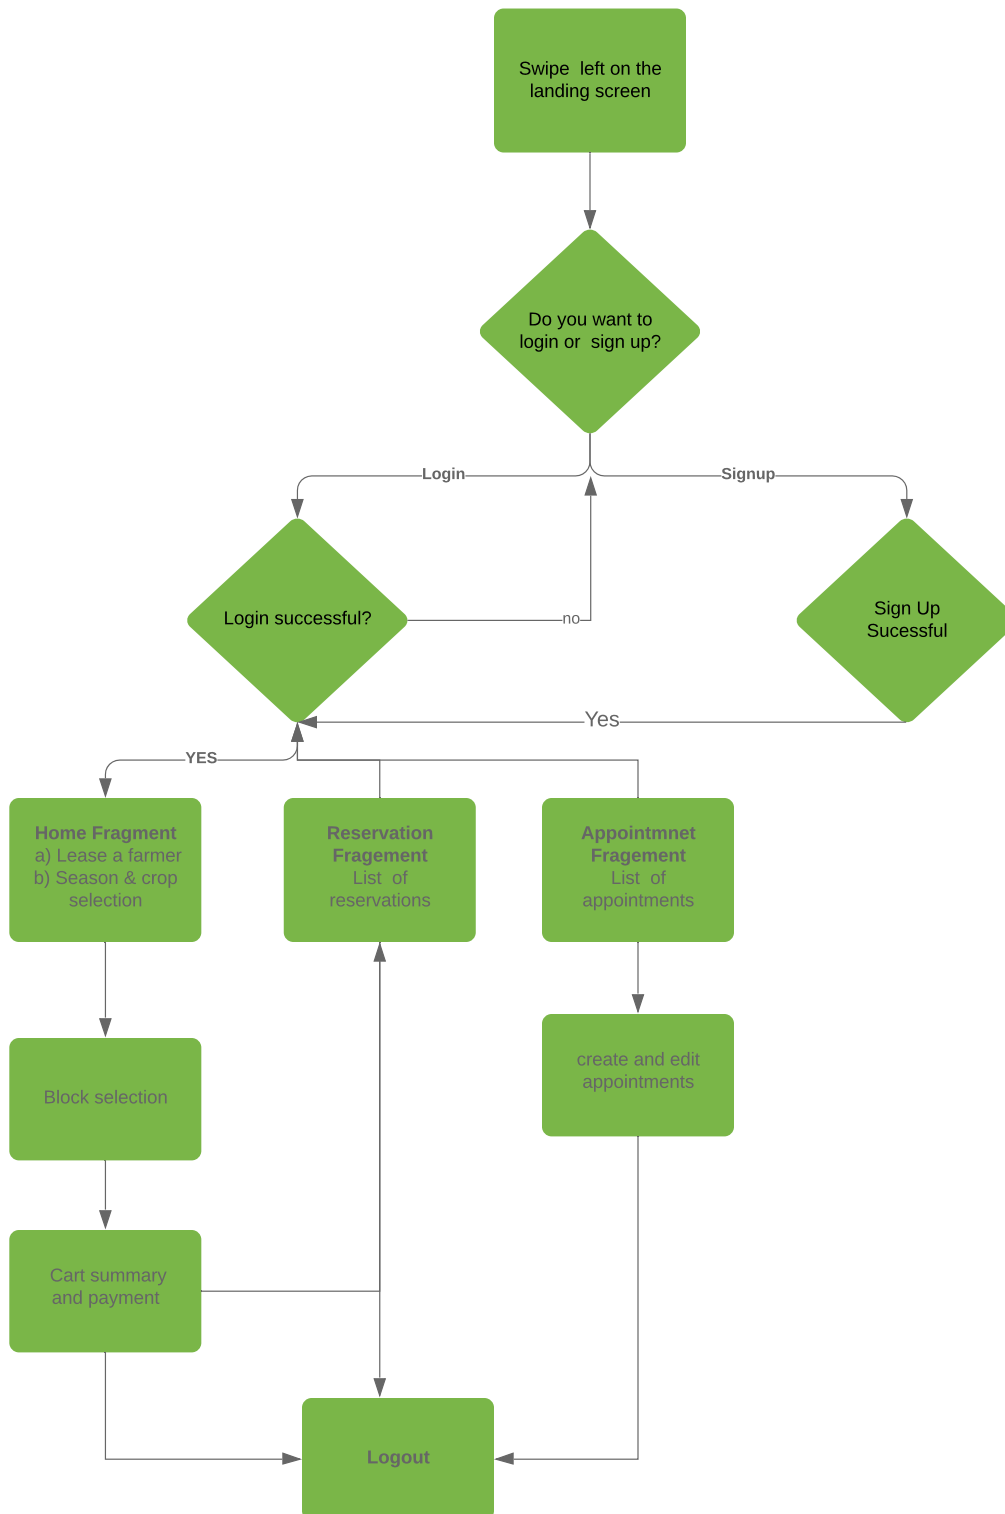 Swipe  left on the
landing screen
Do you want to
login or  sign up?
Login
Signup
Login successful?
no
Sign Up
Sucessful
Yes
YES
Home Fragment
a) Lease a farmer
b) Season & crop
selection
Reservation
Fragement
List  of
reservations
Appointmnet
Fragement
List  of
appointments
Block selection
create and edit
appointments
Cart summary
and payment
Logout